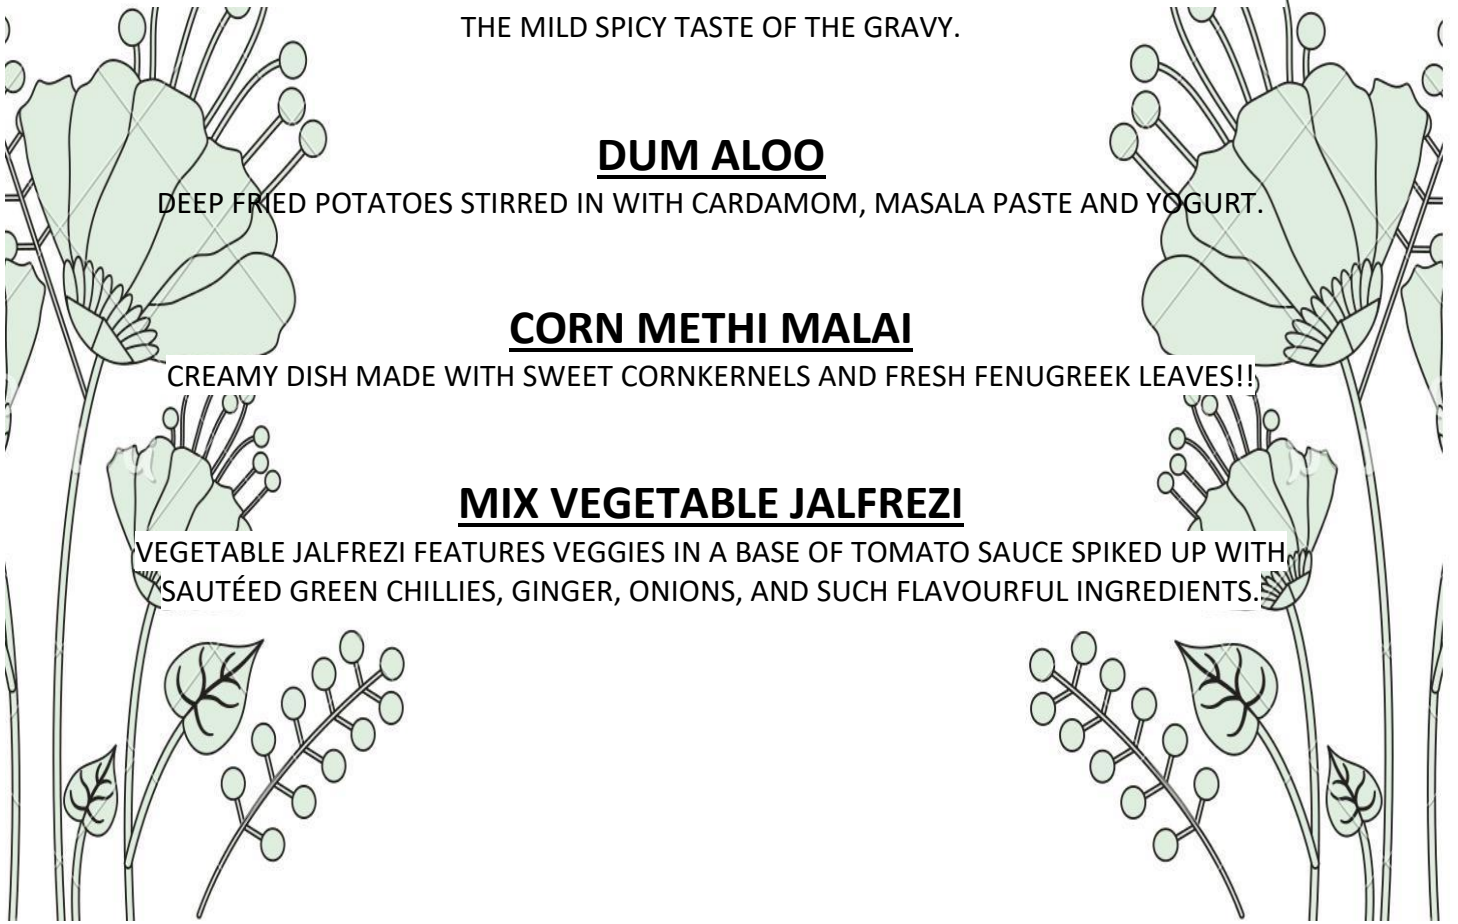 THE MILD SPICY TASTE OF THE GRAVY.
DUM ALOO
DEEP FRIED POTATOES STIRRED IN WITH CARDAMOM, MASALA PASTE AND YOGURT.
CORN METHI MALAI
CREAMY DISH MADE WITH SWEET CORNKERNELS AND FRESH FENUGREEK LEAVES!!
MIX VEGETABLE JALFREZI
VEGETABLE JALFREZI FEATURES VEGGIES IN A BASE OF TOMATO SAUCE SPIKED UP WITH
SAUTÉED GREEN CHILLIES, GINGER, ONIONS, AND SUCH FLAVOURFUL INGREDIENTS.